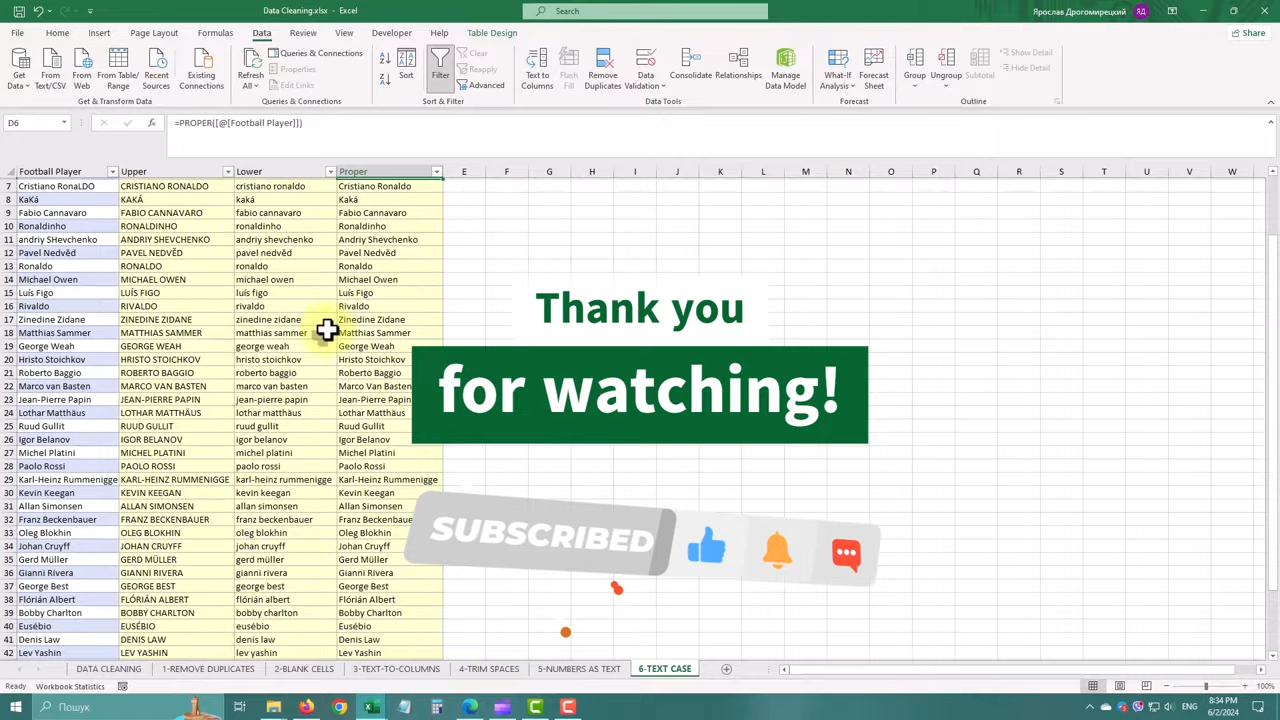 Data Cleaning.xlsx - Excel
Search
Ярослав Дрогомирецкий
ЯД
File Home Insert Page Layout Formulas Data Review View Developer Help Table Design
Share
Get Data
From Text/CSV
From Web
From Table/Range
Recent Sources
Existing Connections
Get & Transform Data
Refresh All
Queries & Connections
Properties
Edit Links
Queries & Connections
Sort
Filter
Clear
Reapply
Advanced
Sort & Filter
Text to Columns
Flash Fill
Remove Duplicates
Data Validation
Consolidate
Relationships
Manage Data Model
Data Tools
What-If Analysis
Forecast Sheet
Forecast
Group
Ungroup
Subtotal
Show Detail
Hide Detail
Outline
D6
fx
=PROPER([@[Football Player]])
Football Player Upper Lower Proper E F G H I J K L M N O P Q R S T U V W
7 Cristiano RonaLDO CRISTIANO RONALDO cristiano ronaldo Cristiano Ronaldo
8 KaKá KAKÁ kaká Kaká
9 Fabio Cannavaro FABIO CANNAVARO fabio cannavaro Fabio Cannavaro
10 Ronaldinho RONALDINHO ronaldinho Ronaldinho
11 andriy SHevchenko ANDRIY SHEVCHENKO andriy shevchenko Andriy Shevchenko
12 Pavel Nedvěd PAVEL NEDVĚD pavel nedvěd Pavel Nedvěd
13 Ronaldo RONALDO ronaldo Ronaldo
14 Michael Owen MICHAEL OWEN michael owen Michael Owen
15 Luís Figo LUÍS FIGO luís figo Luís Figo
16 Rivaldo RIVALDO rivaldo Rivaldo
17 Zinedine Zidane ZINEDINE ZIDANE zinedine zidane Zinedine Zidane
18 Matthias Sammer MATTHIAS SAMMER matthias sammer Matthias Sammer
19 George Weah GEORGE WEAH george weah George Weah
20 Hristo Stoichkov HRISTO STOICHKOV hristo stoichkov Hristo Stoichkov
21 Roberto Baggio ROBERTO BAGGIO roberto baggio Roberto Baggio
22 Marco van Basten MARCO VAN BASTEN marco van basten Marco Van Basten
23 Jean-Pierre Papin JEAN-PIERRE PAPIN jean-pierre papin Jean-Pierre Papin
24 Lothar Matthäus LOTHAR MATTHÄUS lothar matthäus Lothar Matthäus
25 Ruud Gullit RUUD GULLIT ruud gullit Ruud Gullit
26 Igor Belanov IGOR BELANOV igor belanov Igor Belanov
27 Michel Platini MICHEL PLATINI michel platini Michel Platini
28 Paolo Rossi PAOLO ROSSI paolo rossi Paolo Rossi
29 Karl-Heinz Rummenigge KARL-HEINZ RUMMENIGGE karl-heinz rummenigge Karl-Heinz Rummenigge
30 Kevin Keegan KEVIN KEEGAN kevin keegan Kevin Keegan
31 Allan Simonsen ALLAN SIMONSEN allan simonsen Allan Simonsen
32 Franz Beckenbauer FRANZ BECKENBAUER franz beckenbauer Franz Beckenbauer
33 Oleg Blokhin OLEG BLOKHIN oleg blokhin Oleg Blokhin
34 Johan Cruyff JOHAN CRUYFF johan cruyff Johan Cruyff
35 Gerd Müller GERD MÜLLER gerd müller Gerd Müller
36 Gianni Rivera GIANNI RIVERA gianni rivera Gianni Rivera
37 George Best GEORGE BEST george best George Best
38 Flórián Albert FLÓRIÁN ALBERT flórián albert Flórián Albert
39 Bobby Charlton BOBBY CHARLTON bobby charlton Bobby Charlton
40 Eusébio EUSÉBIO eusébio Eusébio
41 Denis Law DENIS LAW denis law Denis Law
42 Lev Yashin LEV YASHIN lev yashin Lev Yashin
Thank you
for watching!
SUBSCRIBED
DATA CLEANING 1-REMOVE DUPLICATES 2-BLANK CELLS 3-TEXT-TO-COLUMNS 4-TRIM SPACES 5-NUMBERS AS TEXT 6-TEXT CASE
Ready Workbook Statistics
100%
Пошук
8:34 PM
6/2/2024